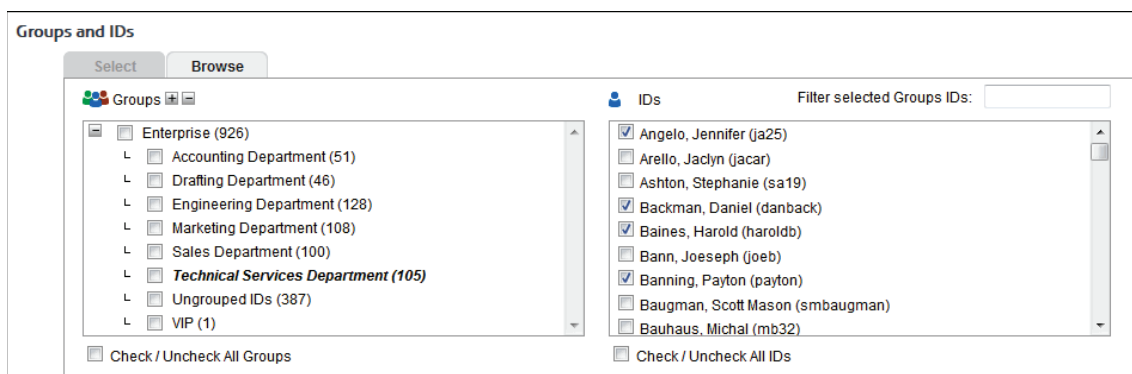 Groups and IDs
Select Browse
Groups
Enterprise (926)
Accounting Department (51)
Drafting Department (46)
Engineering Department (128)
Marketing Department (108)
Sales Department (100)
Technical Services Department (105)
Ungrouped IDs (387)
VIP (1)
Check / Uncheck All Groups
IDs Filter selected Groups IDs:
Angelo, Jennifer (ja25)
Arello, Jaclyn (jacar)
Ashton, Stephanie (sa19)
Backman, Daniel (danback)
Baines, Harold (haroldb)
Bann, Joeseph (joeb)
Banning, Payton (payton)
Baugman, Scott Mason (smbaugman)
Bauhaus, Michal (mb32)
Check / Uncheck All IDs